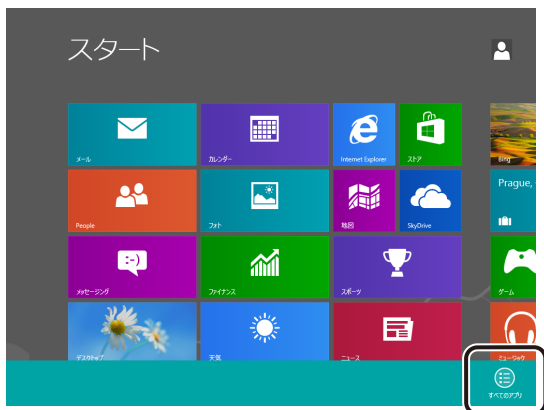 スタート
メール
カレンダー
Internet Explorer
ストア
Bing
People
フォト
地図
SkyDrive
Prague,
メッセージング
ファイナンス
スポーツ
ゲーム
デスクトップ
天気
ニュース
ミュージック
すべてのアプリ